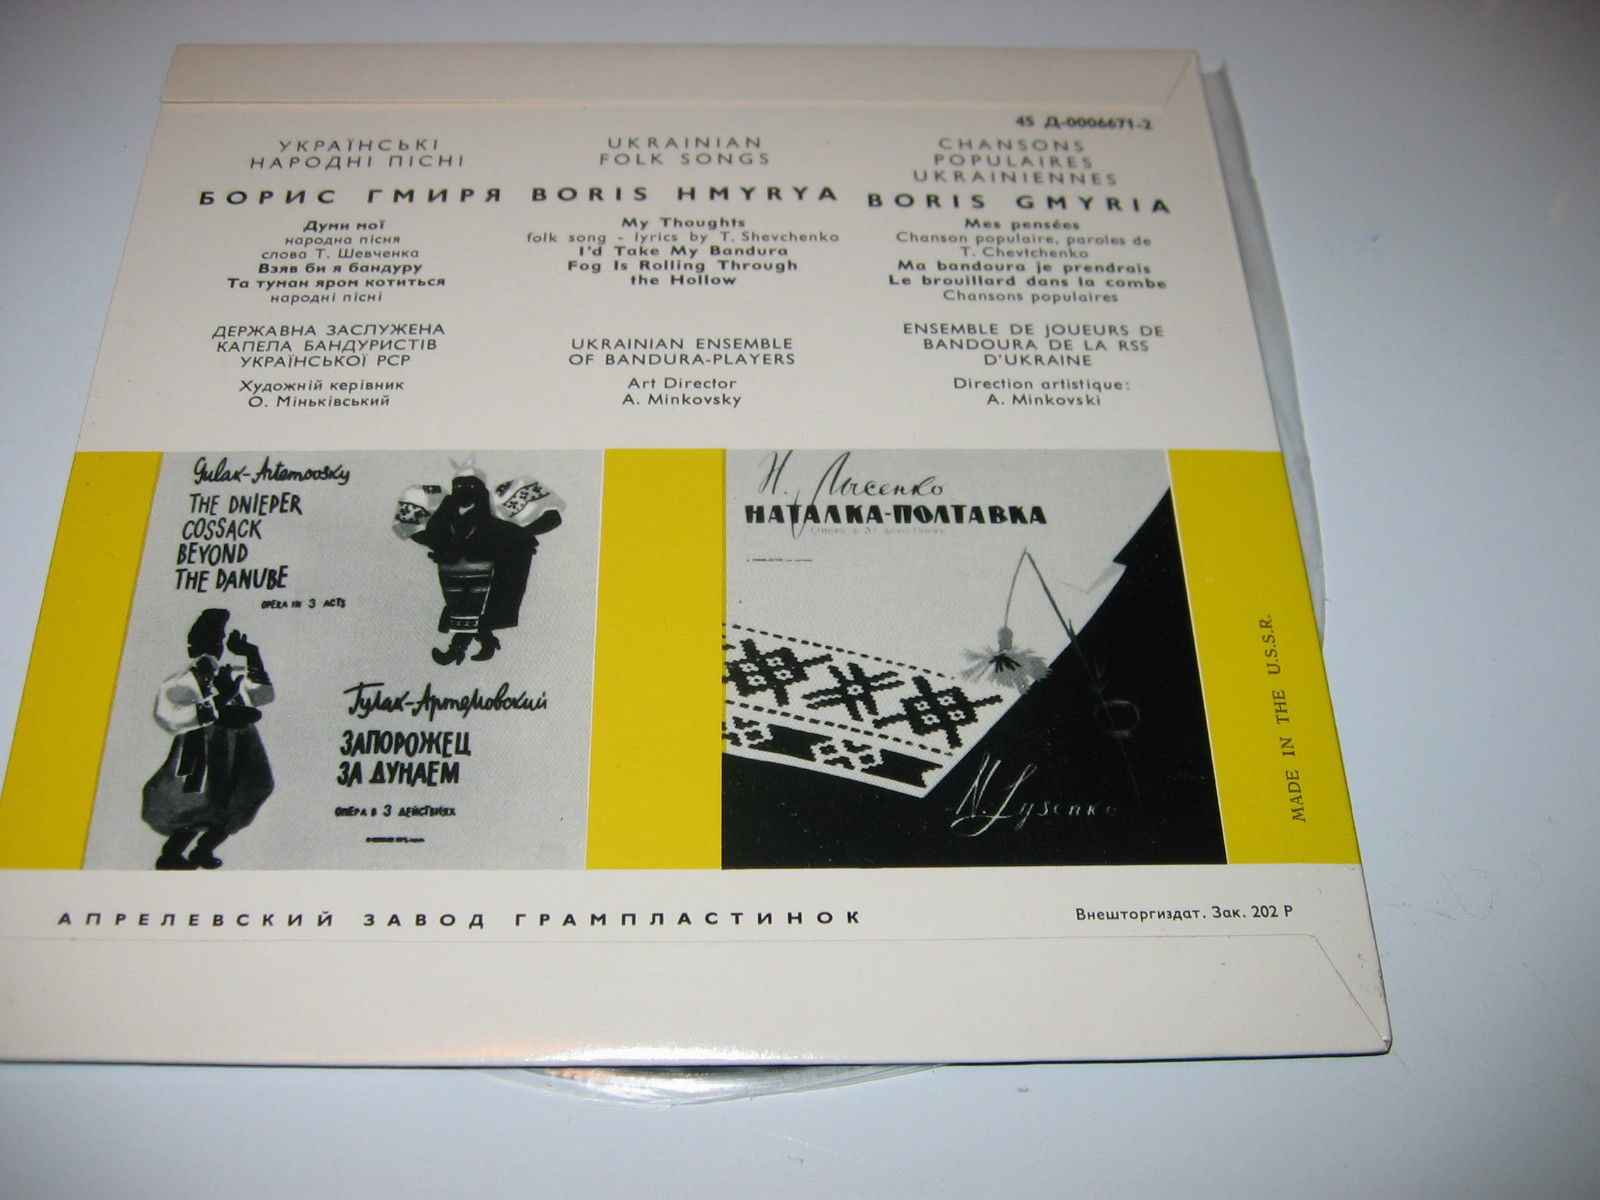 45 Д-0006671-2
УКРАЇНСЬКІ
НАРОДНІ ПІСНІ
БОРИС ГМИРЯ
Думи мої
народна пісня
слова Т. Шевченка
Взяв би я бандуру
Та туман яром котиться
народні пісні
ДЕРЖАВНА ЗАСЛУЖЕНА
КАПЕЛА БАНДУРИСТІВ
УКРАЇНСЬКОЇ РСР
Художній керівник
О. Міньківський
UKRAINIAN
FOLK SONGS
BORIS HMYRYA
My Thoughts
folk song - lyrics by T. Shevchenko
I'd Take My Bandura
Fog Is Rolling Through
the Hollow
UKRAINIAN ENSEMBLE
OF BANDURA-PLAYERS
Art Director
A. Minkovsky
CHANSONS
POPULAIRES
UKRAINIENNES
BORIS GMYRIA
Mes pensées
Chanson populaire, paroles de
T. Chevtchenko
Ma bandoura je prendrais
Le brouillard dans la combe
Chansons populaires
ENSEMBLE DE JOUEURS DE
BANDOURA DE LA RSS
D'UKRAINE
Direction artistique:
A. Minkovski
Gulak-Artemovsky
THE DNIEPER
COSSACK
BEYOND
THE DANUBE
OPERA IN 3 ACTS
Гулак-Артемовский
ЗАПОРОЖЕЦ
ЗА ДУНАЕМ
ОПЕРА В 3 ДЕЙСТВИЯХ
Н. Лысенко
НАТАЛКА-ПОЛТАВКА
Опера в 3х действиях
N. Lysenko
MADE IN THE U.S.S.R.
АПРЕЛЕВСКИЙ ЗАВОД ГРАМПЛАСТИНОК
Внешторгиздат. Зак. 202 Р